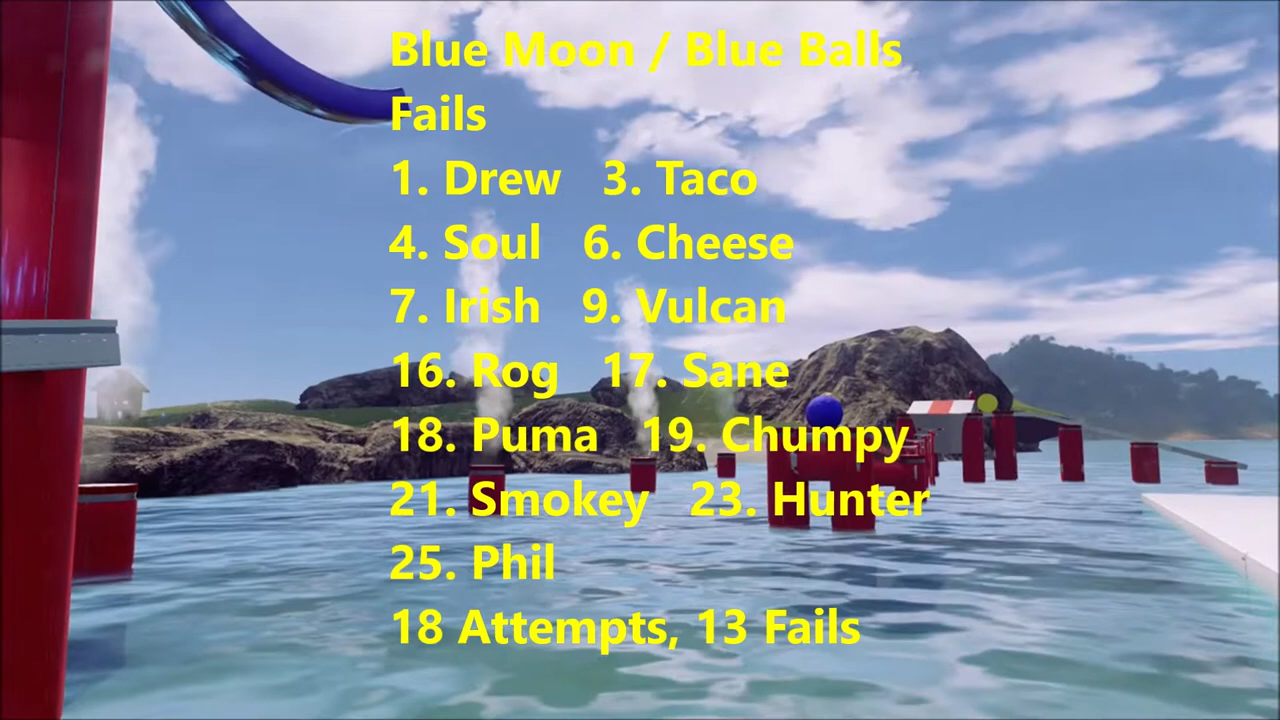 Blue Moon / Blue Balls
Fails
1. Drew   3. Taco
4. Soul   6. Cheese
7. Irish   9. Vulcan
16. Rog   17. Sane
18. Puma   19. Chumpy
21. Smokey   23. Hunter
25. Phil
18 Attempts, 13 Fails